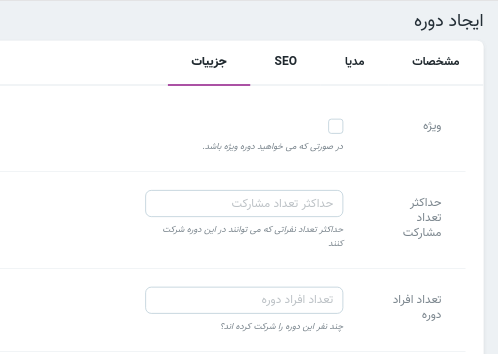 ایجاد دوره
مشخصات
مدیا
SEO
جزییات
ویژه
در صورتی که می خواهید دوره ویژه باشد.
حداکثر
تعداد
مشارکت
حداکثر تعداد مشارکت
حداکثر تعداد نفراتی که می توانند در این دوره شرکت
کنند
تعداد افراد
دوره
تعداد افراد دوره
چند نفر این دوره را شرکت کرده اند؟